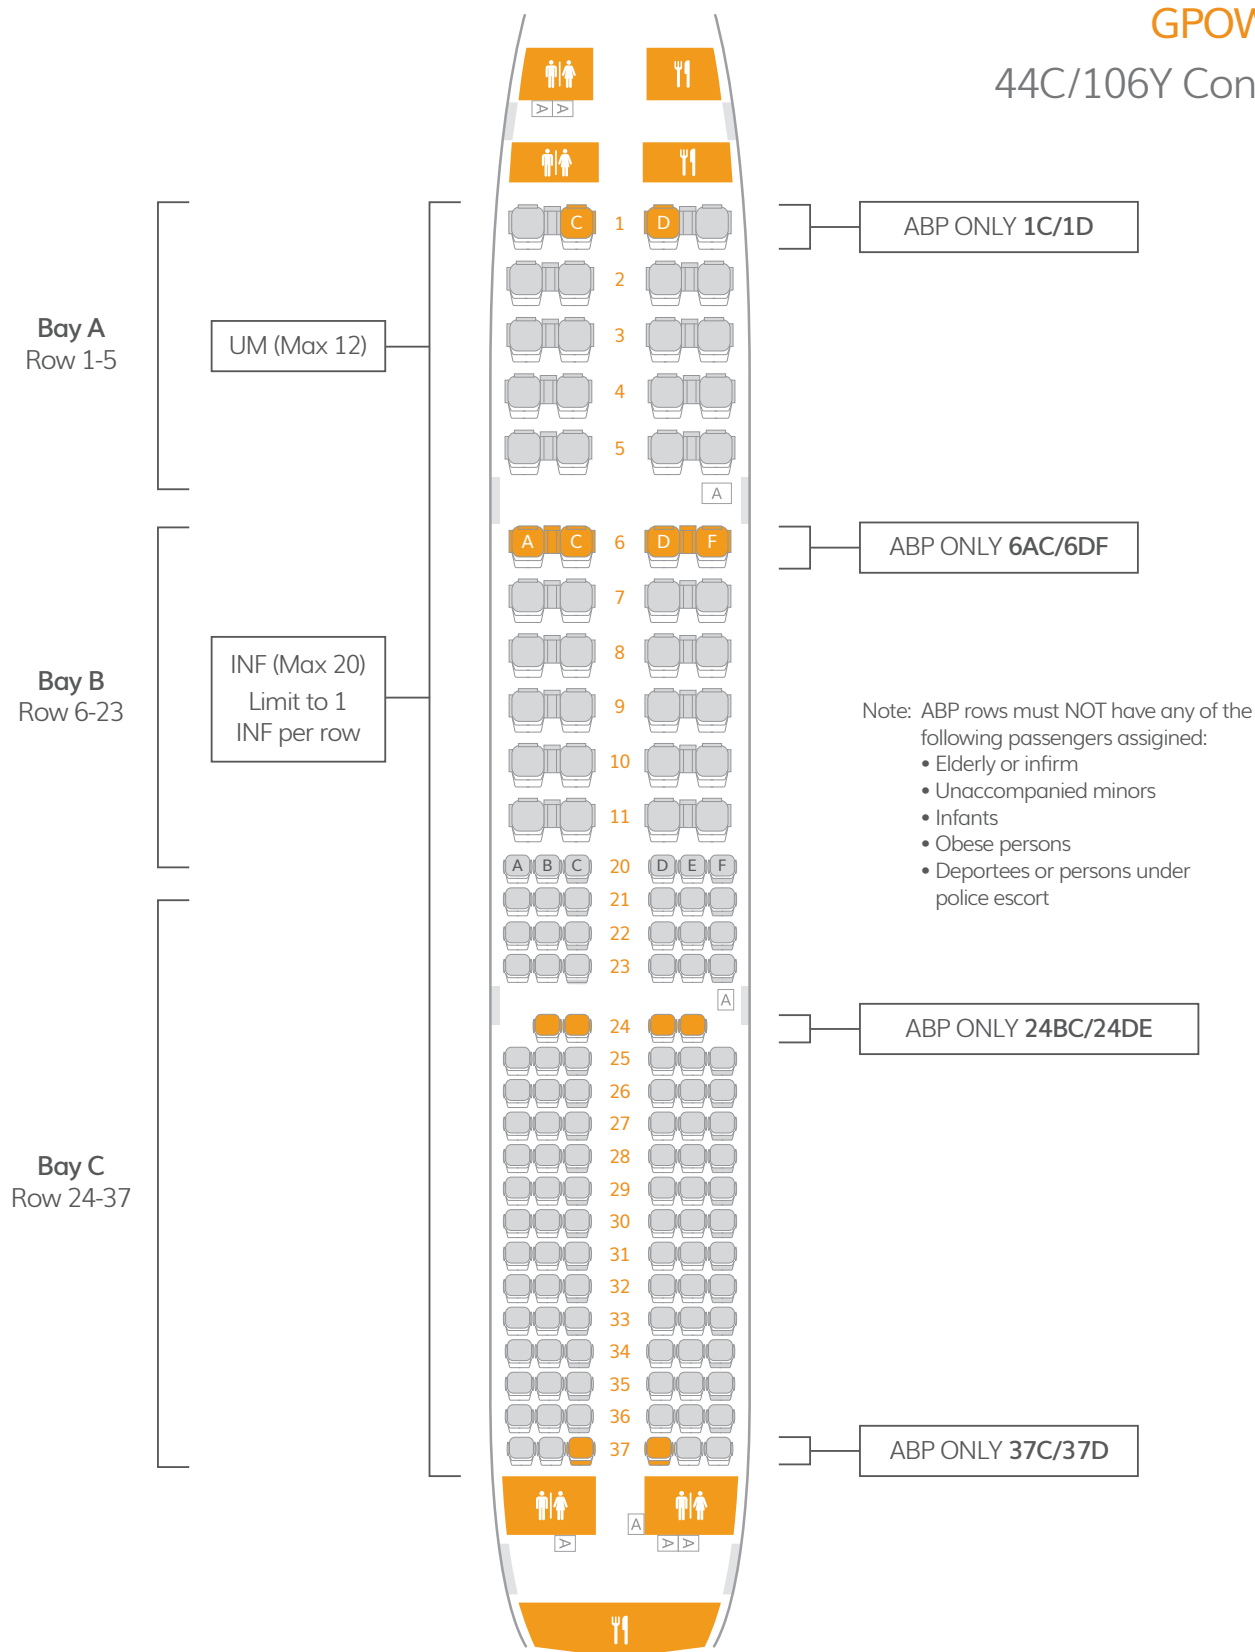 GPOW
44C/106Y Con
A A
C 1 D
ABP ONLY 1C/1D
2
Bay A
Row 1-5
UM (Max 12)
3
4
5
A
A C 6 D F
ABP ONLY 6AC/6DF
7
8
Bay B
Row 6-23
INF (Max 20)
Limit to 1
INF per row
9
10
11
Note: ABP rows must NOT have any of the
following passengers assigined:
• Elderly or infirm
• Unaccompanied minors
• Infants
• Obese persons
• Deportees or persons under
police escort
A B C 20 D E F
21
22
23
A
24
ABP ONLY 24BC/24DE
25
26
27
Bay C
Row 24-37
28
29
30
31
32
33
34
35
36
37
ABP ONLY 37C/37D
A
A A A